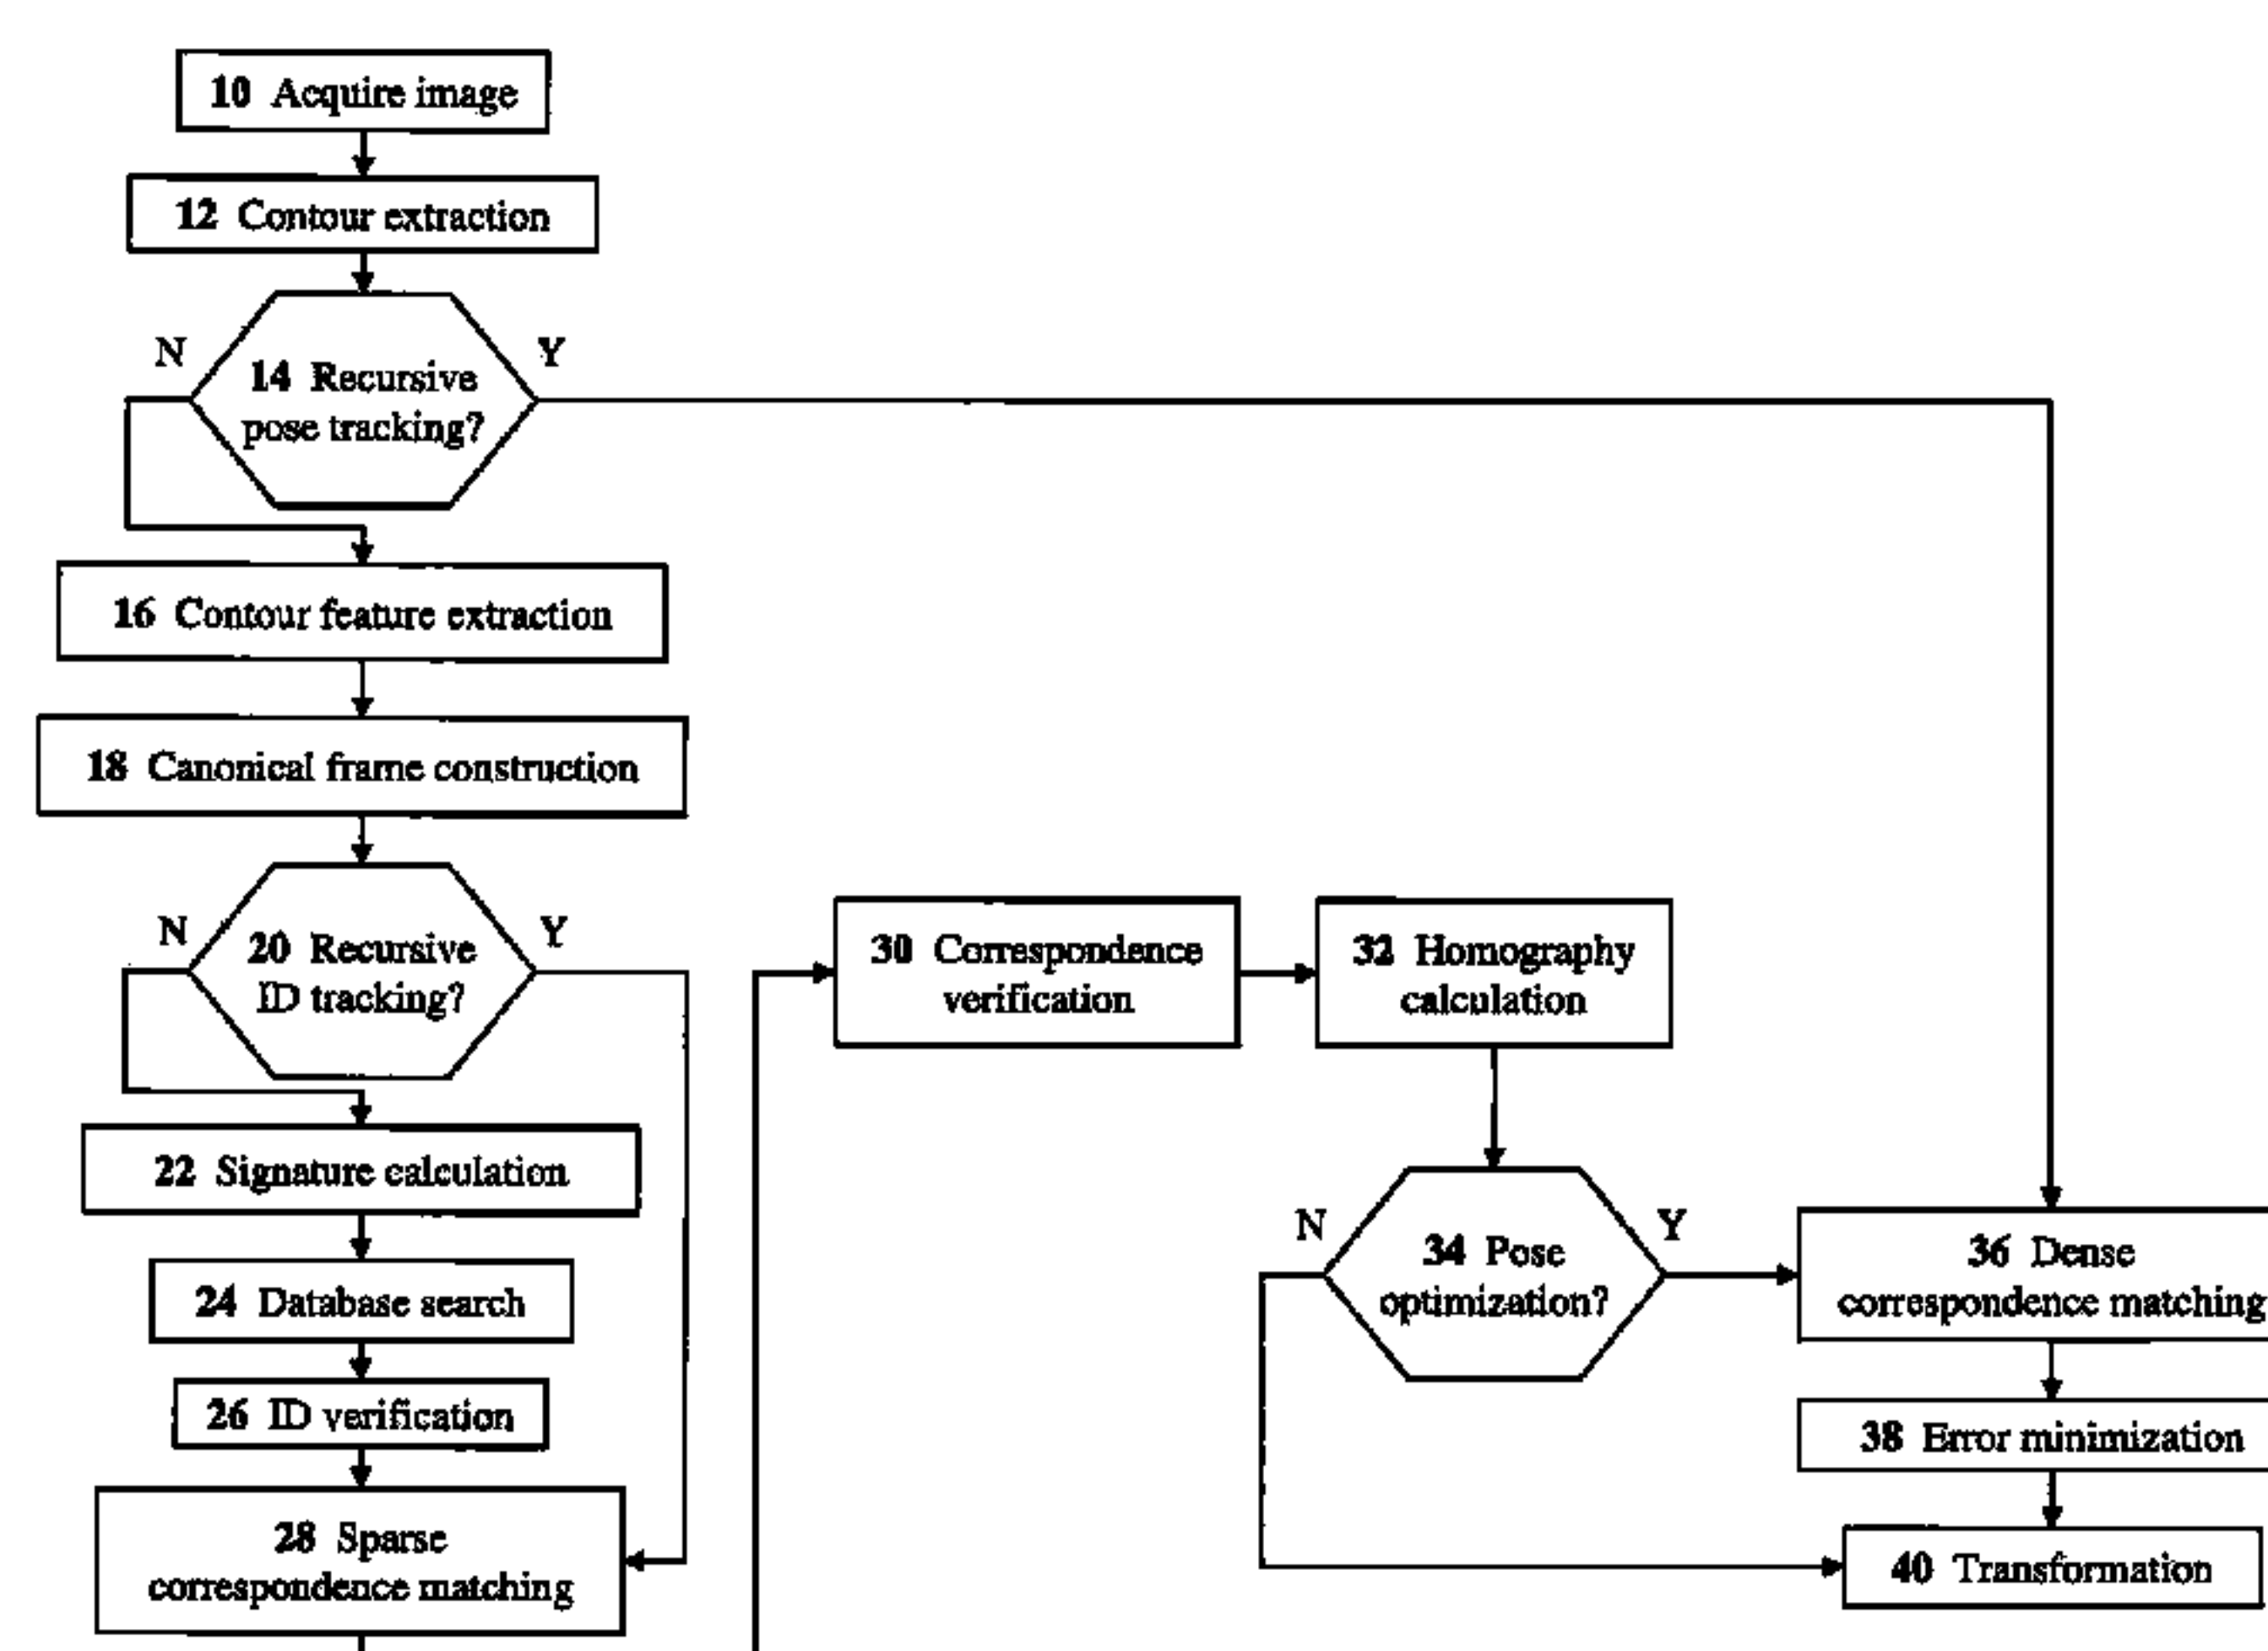 10 Acquire image
12 Contour extraction
N
Y
14 Recursive
pose tracking?
16 Contour feature extraction
18 Canonical frame construction
N
Y
20 Recursive
ID tracking?
22 Signature calculation
24 Database search
26 ID verification
28 Sparse
correspondence matching
30 Correspondence
verification
32 Homography
calculation
N
Y
34 Pose
optimization?
36 Dense
correspondence matching
38 Error minimization
40 Transformation